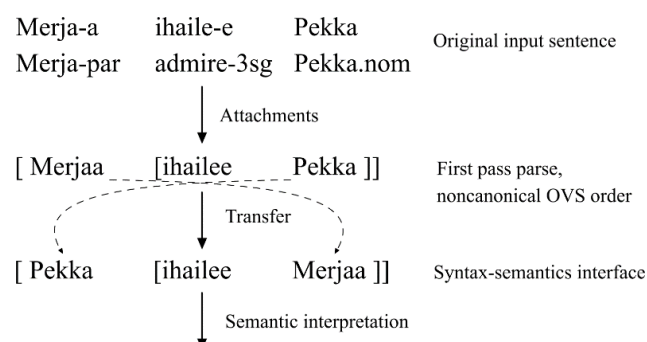 Merja-a ihaile-e Pekka
Merja-par admire-3sg Pekka.nom
Original input sentence
Attachments
[ Merjaa [ihailee Pekka ]]
First pass parse,
noncanonical OVS order
Transfer
[ Pekka [ihailee Merjaa ]]
Syntax-semantics interface
Semantic interpretation